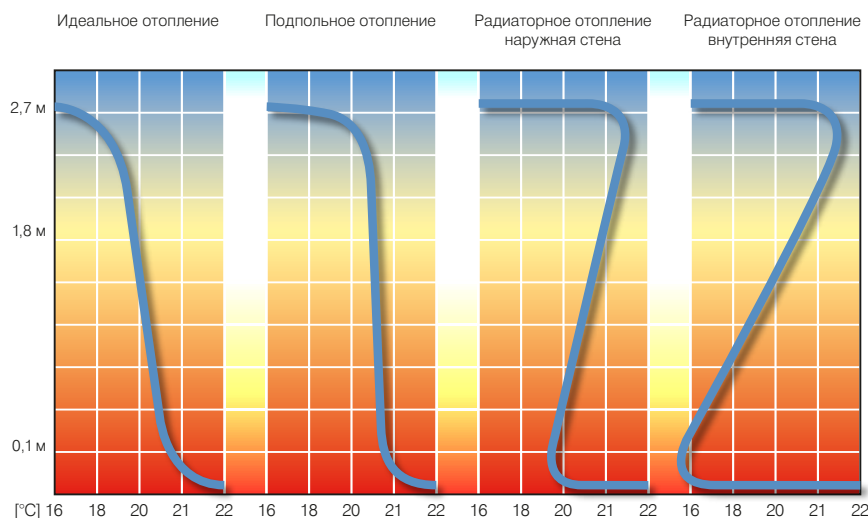 Идеальное отопление
Подпольное отопление
Радиаторное отопление
наружная стена
Радиаторное отопление
внутренняя стена
2,7 м
1,8 м
0,1 м
[°C] 16 18 20 21 22 16 18 20 21 22 16 18 20 21 22 16 18 20 21 22